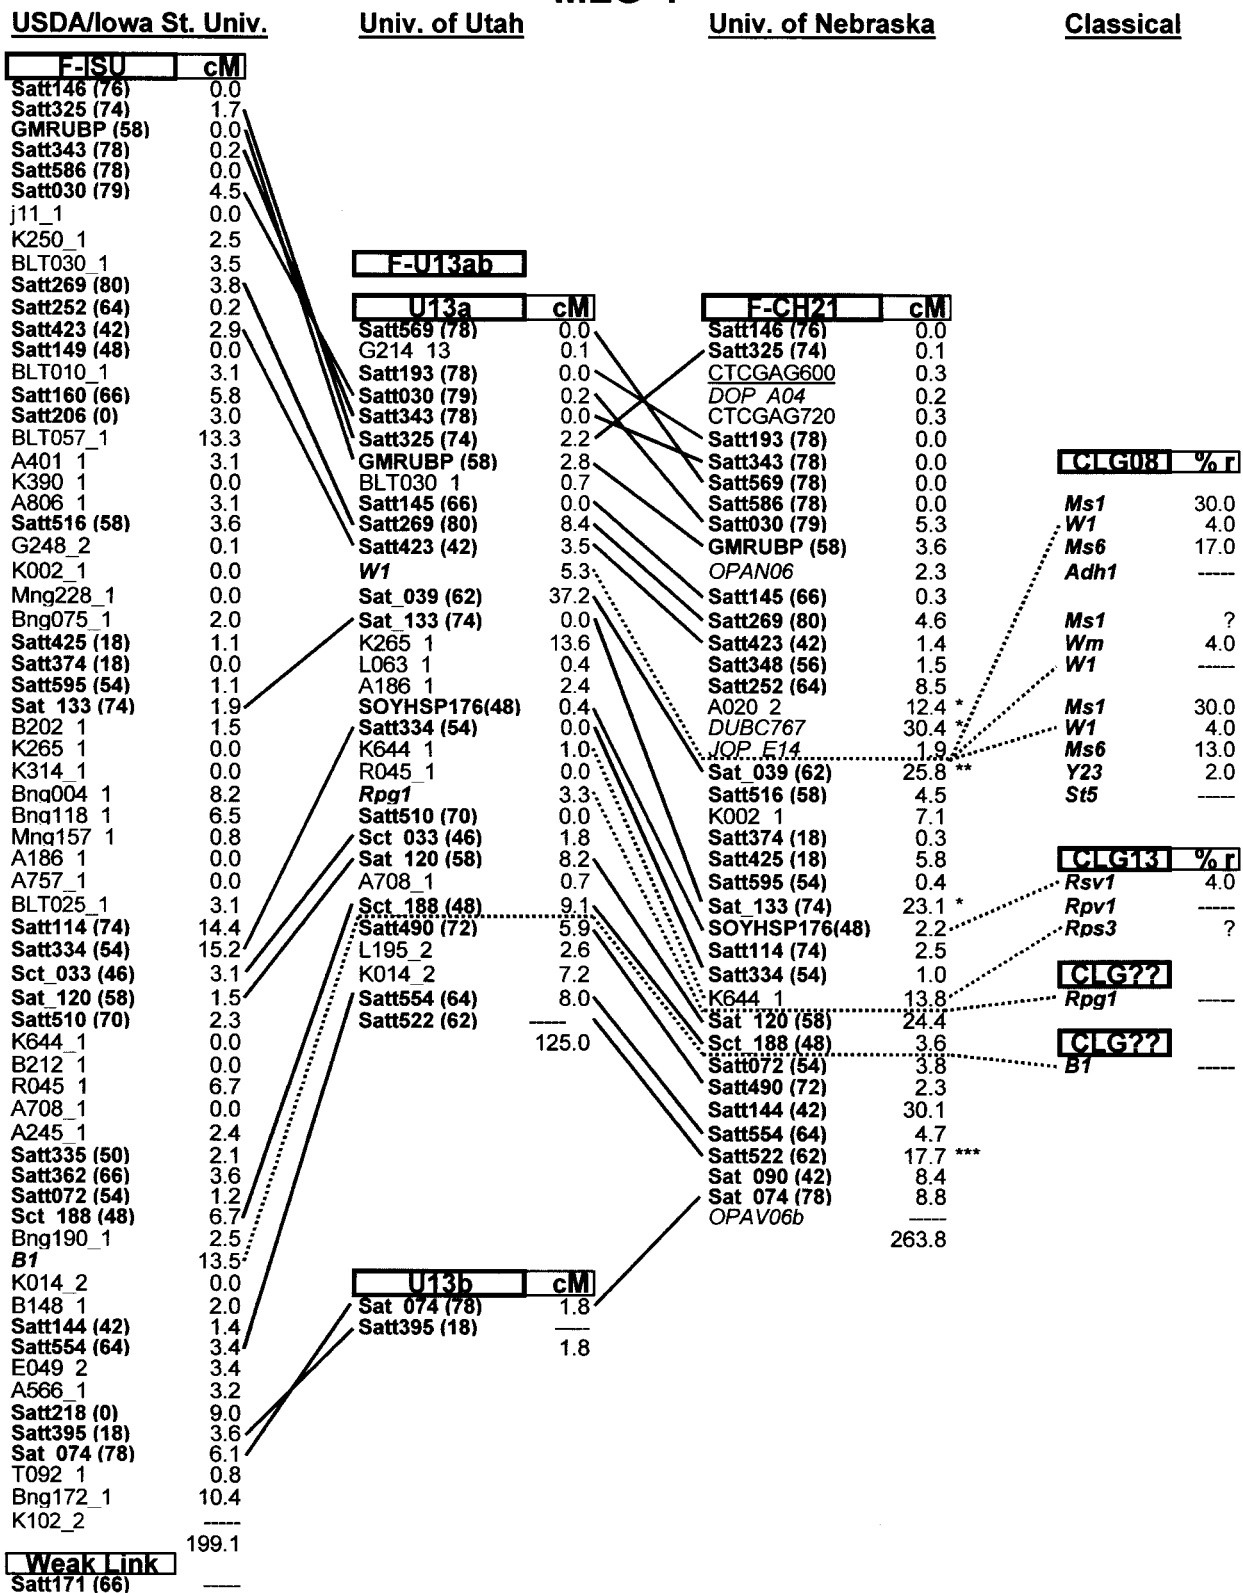 USDA/Iowa St. Univ.
F-ISU cM
Satt146 (76) 0.0
Satt325 (74) 1.7
GMRUBP (58) 0.0
Satt343 (78) 0.2
Satt586 (78) 0.0
Satt030 (79) 4.5
j11_1 0.0
K250_1 2.5
BLT030_1 3.5
Satt269 (80) 3.8
Satt252 (64) 0.2
Satt423 (42) 2.9
Satt149 (48) 0.0
BLT010_1 3.1
Satt160 (66) 5.8
Satt206 (0) 3.0
BLT057_1 13.3
A401_1 3.1
K390_1 0.0
A806_1 3.1
Satt516 (58) 3.6
G248_2 0.1
K002_1 0.0
Mng228_1 0.0
Bng075_1 2.0
Satt425 (18) 1.1
Satt374 (18) 0.0
Satt595 (54) 1.1
Sat_133 (74) 1.9
B202_1 1.5
K265_1 0.0
K314_1 0.0
Bng004_1 8.2
Bng118_1 6.5
Mng157_1 0.8
A186_1 0.0
A757_1 0.0
BLT025_1 3.1
Satt114 (74) 14.4
Satt334 (54) 15.2
Sct_033 (46) 3.1
Sat_120 (58) 1.5
Satt510 (70) 2.3
K644_1 0.0
B212_1 0.0
R045_1 6.7
A708_1 0.0
A245_1 2.4
Satt335 (50) 2.1
Satt362 (66) 3.6
Satt072 (54) 1.2
Sct_188 (48) 6.7
Bng190_1 2.5
B1 13.5
K014_2 0.0
B148_1 2.0
Satt144 (42) 1.4
Satt554 (64) 3.4
E049_2 3.4
A566_1 3.2
Satt218 (0) 9.0
Satt395 (18) 3.6
Sat_074 (78) 6.1
T092_1 0.8
Bng172_1 10.4
K102_2 -----
199.1
Weak Link
Satt171 (66) -----
Univ. of Utah
F-U13ab
U13a cM
Satt569 (78) 0.0
G214_13 0.1
Satt193 (78) 0.0
Satt030 (79) 0.2
Satt343 (78) 0.0
Satt325 (74) 2.2
GMRUBP (58) 2.8
BLT030_1 0.7
Satt145 (66) 0.0
Satt269 (80) 8.4
Satt423 (42) 3.5
W1 5.3
Sat_039 (62) 37.2
Sat_133 (74) 0.0
K265_1 13.6
L063_1 0.4
A186_1 2.4
SOYHSP176(48) 0.4
Satt334 (54) 0.0
K644_1 1.0
R045_1 0.0
Rpg1 3.3
Satt510 (70) 0.0
Sct_033 (46) 1.8
Sat_120 (58) 8.2
A708_1 0.7
Sct_188 (48) 9.1
Satt490 (72) 5.9
L195_2 2.6
K014_2 7.2
Satt554 (64) 8.0
Satt522 (62) -----
125.0
U13b cM
Sat_074 (78) 1.8
Satt395 (18) -----
1.8
Univ. of Nebraska
F-CH21 cM
Satt146 (76) 0.0
Satt325 (74) 0.1
CTCGAG600 0.3
DOP_A04 0.2
CTCGAG720 0.3
Satt193 (78) 0.0
Satt343 (78) 0.0
Satt569 (78) 0.0
Satt586 (78) 0.0
Satt030 (79) 5.3
GMRUBP (58) 3.6
OPAN06 2.3
Satt145 (66) 0.3
Satt269 (80) 4.6
Satt423 (42) 1.4
Satt348 (56) 1.5
Satt252 (64) 8.5
A020_2 12.4 *
DUBC767 30.4 *
JOP_E14 1.9
Sat_039 (62) 25.8 **
Satt516 (58) 4.5
K002_1 7.1
Satt374 (18) 0.3
Satt425 (18) 5.8
Satt595 (54) 0.4
Sat_133 (74) 23.1 *
SOYHSP176(48) 2.2
Satt114 (74) 2.5
Satt334 (54) 1.0
K644_1 13.8
Sat_120 (58) 24.4
Sct_188 (48) 3.6
Satt072 (54) 3.8
Satt490 (72) 2.3
Satt144 (42) 30.1
Satt554 (64) 4.7
Satt522 (62) 17.7 ***
Sat_090 (42) 8.4
Sat_074 (78) 8.8
OPAV06b -----
263.8
Classical
CLG08 % r
Ms1 30.0
W1 4.0
Ms6 17.0
Adh1 -----
Ms1 ?
Wm 4.0
W1 -----
Ms1 30.0
W1 4.0
Ms6 13.0
Y23 2.0
St5 -----
CLG13 % r
Rsv1 4.0
Rpv1 -----
Rps3 ?
CLG??
Rpg1 -----
CLG??
B1 -----